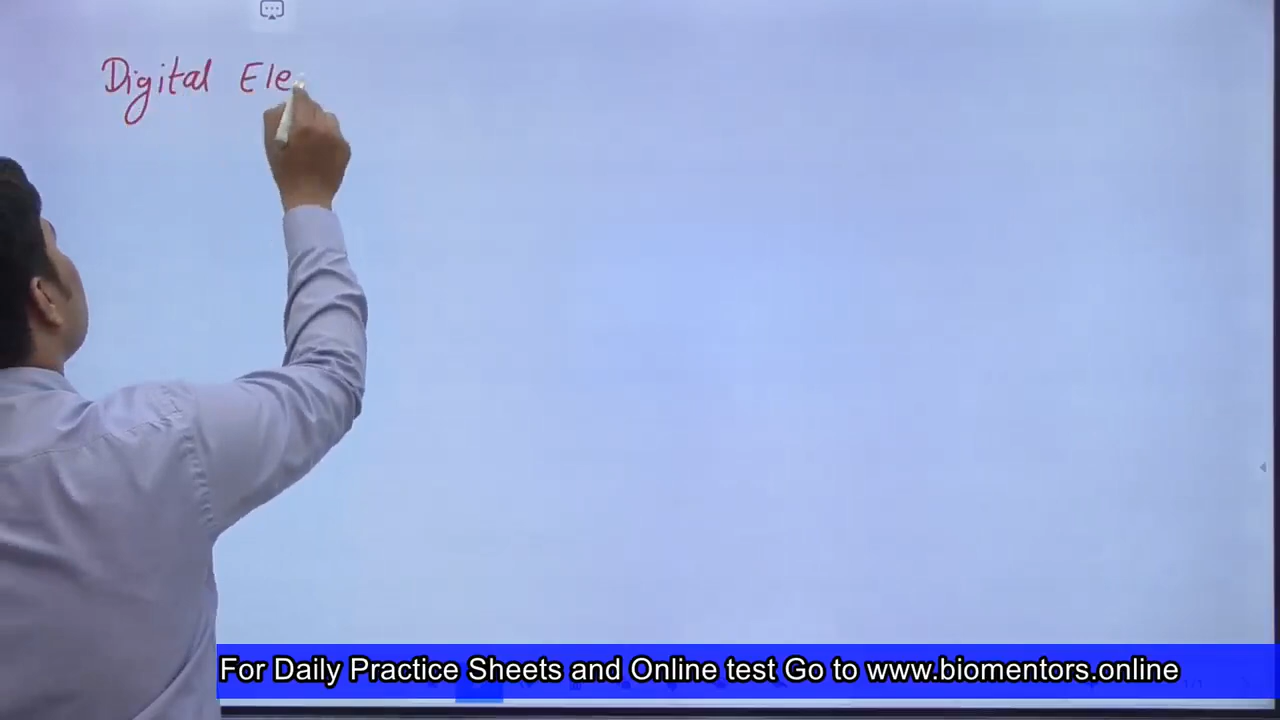 Digital Ele
For Daily Practice Sheets and Online test Go to www.biomentors.online